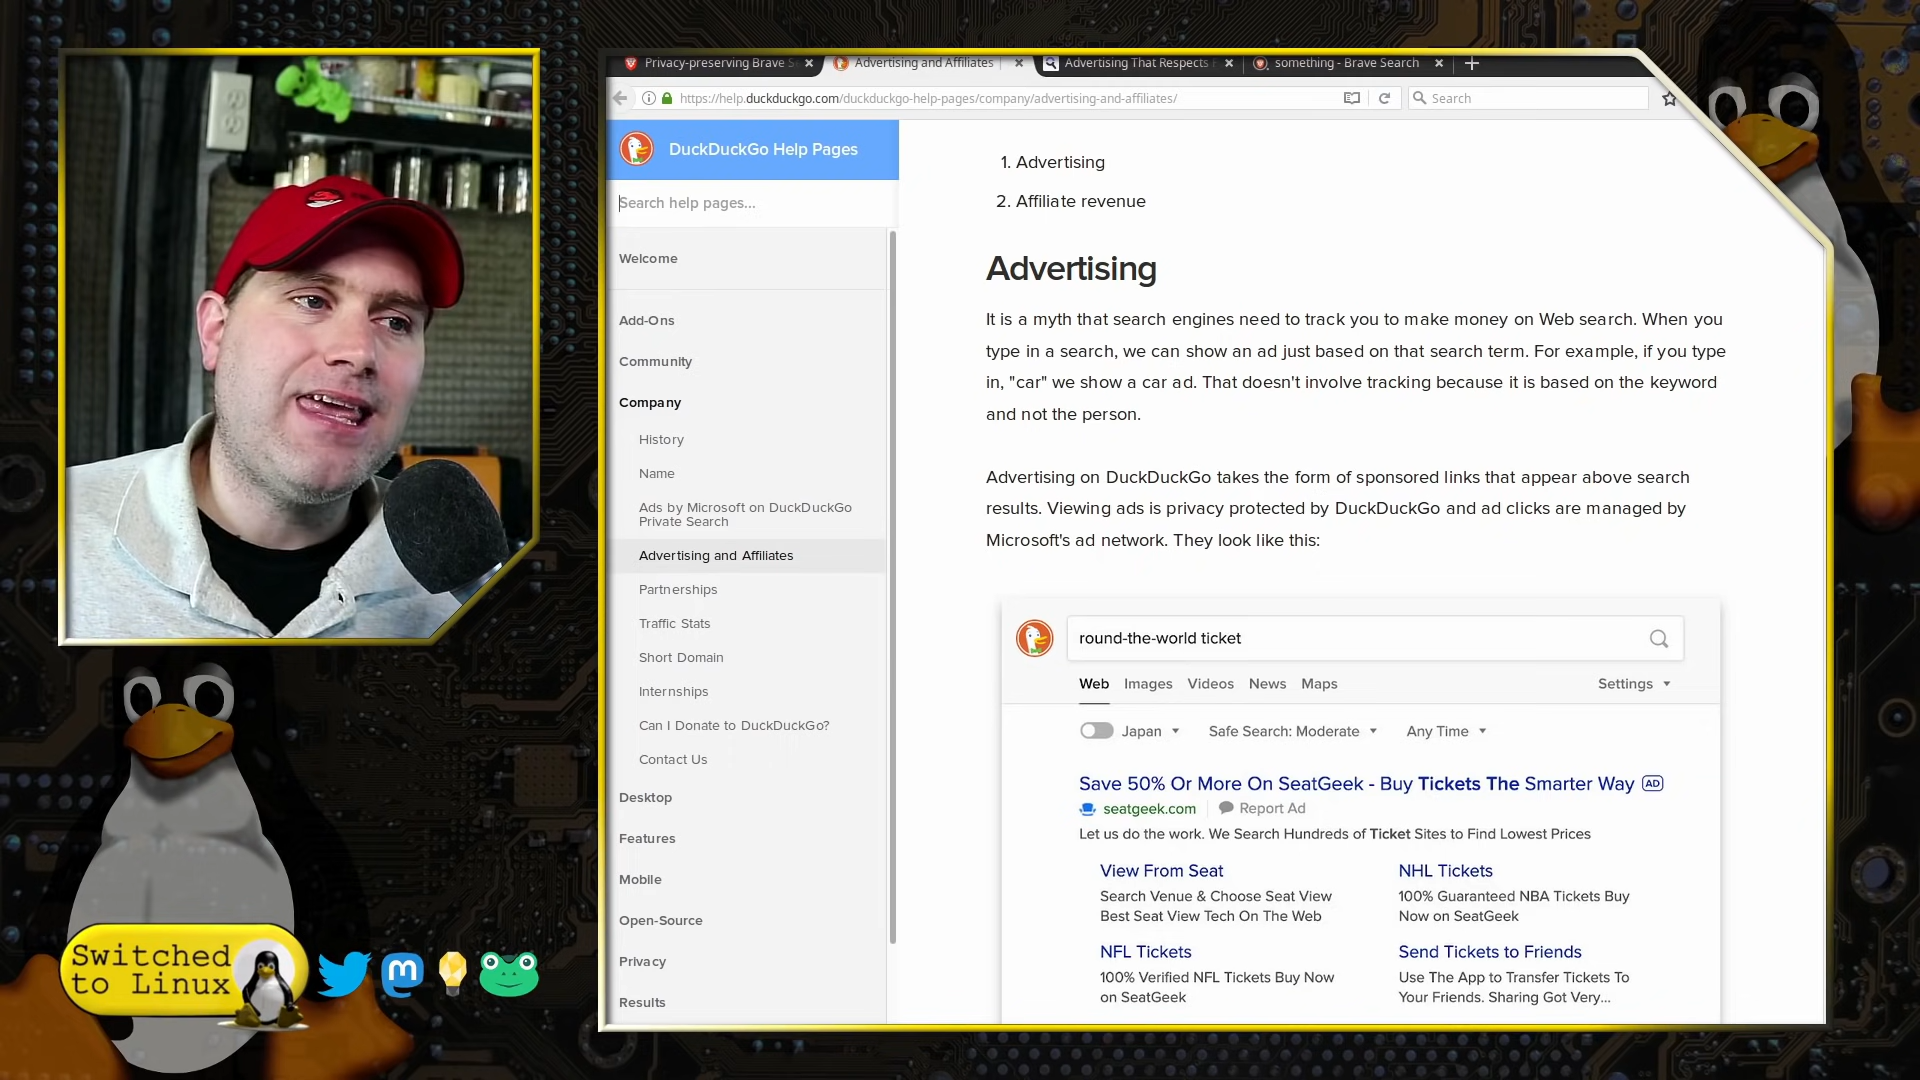 Privacy-preserving Brave S
Advertising and Affiliates
Advertising That Respects
something - Brave Search
https://help.duckduckgo.com/duckduckgo-help-pages/company/advertising-and-affiliates/
Search
DuckDuckGo Help Pages
Search help pages...
Welcome
Add-Ons
Community
Company
History
Name
Ads by Microsoft on DuckDuckGo
Private Search
Advertising and Affiliates
Partnerships
Traffic Stats
Short Domain
Internships
Can I Donate to DuckDuckGo?
Contact Us
Desktop
Features
Mobile
Open-Source
Privacy
Results
1. Advertising
2. Affiliate revenue
Advertising
It is a myth that search engines need to track you to make money on Web search. When you
type in a search, we can show an ad just based on that search term. For example, if you type
in, "car" we show a car ad. That doesn't involve tracking because it is based on the keyword
and not the person.
Advertising on DuckDuckGo takes the form of sponsored links that appear above search
results. Viewing ads is privacy protected by DuckDuckGo and ad clicks are managed by
Microsoft's ad network. They look like this:
round-the-world ticket
Web Images Videos News Maps Settings
Japan Safe Search: Moderate Any Time
Save 50% Or More On SeatGeek - Buy Tickets The Smarter Way AD
seatgeek.com Report Ad
Let us do the work. We Search Hundreds of Ticket Sites to Find Lowest Prices
View From Seat
Search Venue & Choose Seat View
Best Seat View Tech On The Web
NHL Tickets
100% Guaranteed NBA Tickets Buy
Now on SeatGeek
NFL Tickets
100% Verified NFL Tickets Buy Now
on SeatGeek
Send Tickets to Friends
Use The App to Transfer Tickets To
Your Friends. Sharing Got Very...
Switched
to Linux